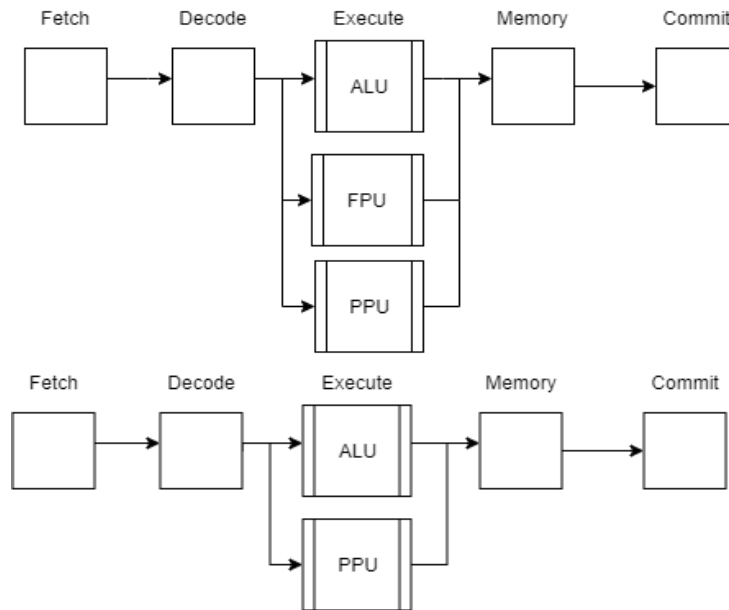 Fetch Decode Execute Memory Commit
ALU
FPU
PPU
Fetch Decode Execute Memory Commit
ALU
PPU